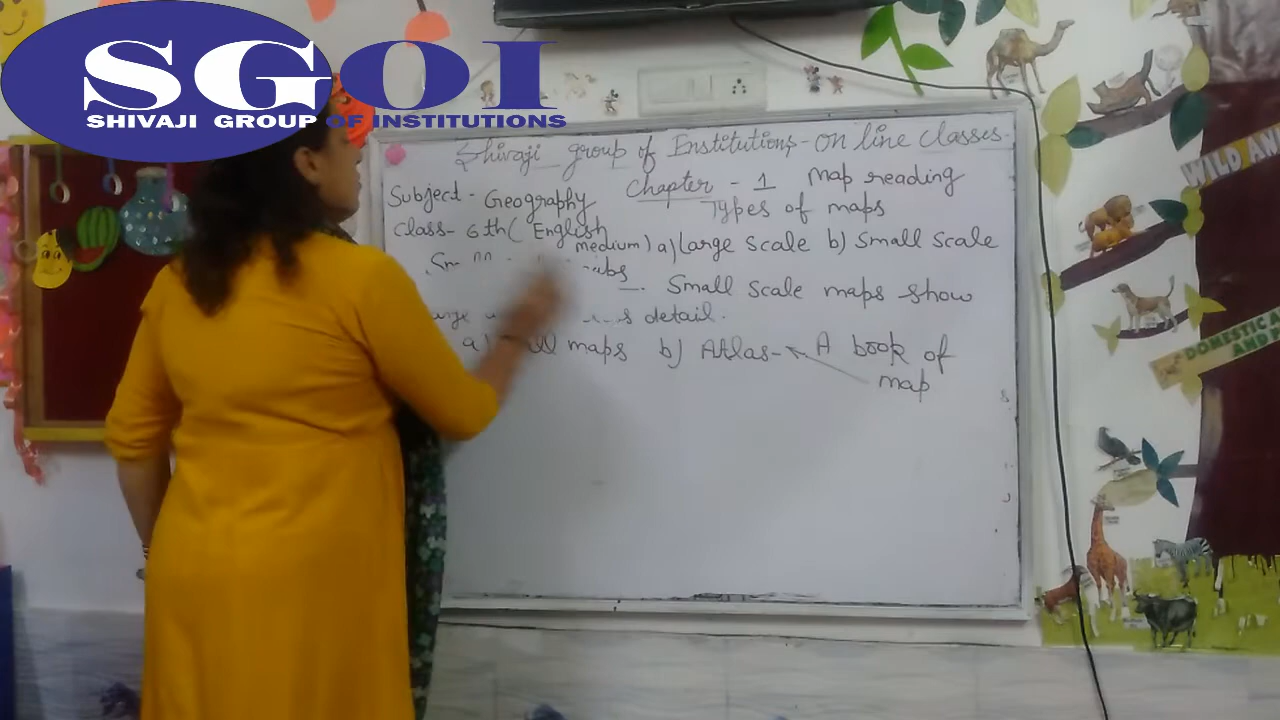 SGOI
SHIVAJI GROUP OF INSTITUTIONS
Shivaji group of Institutions - On line classes.
Subject - Geography Chapter - 1 Map reading
Types of maps
Class - 6th ( English medium) a) Large Scale b) Small Scale
Small scale maps show
detail.
a) maps b) Atlas - A book of
map
WILD AN
DOMESTIC A
AND F